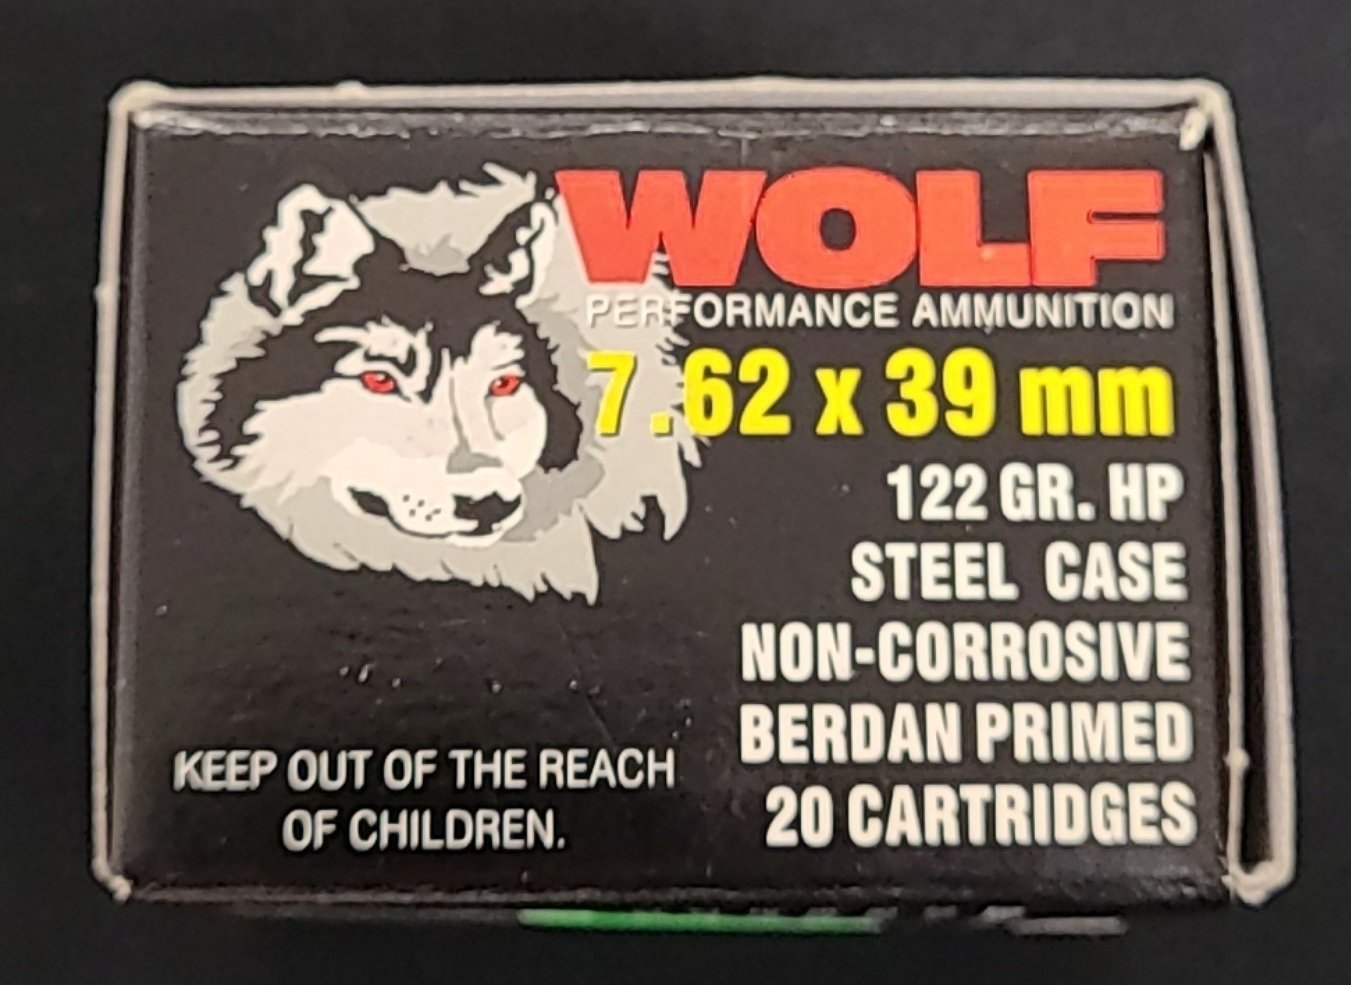 WOLF
PERFORMANCE AMMUNITION
7.62 x 39 mm
122 GR. HP
STEEL CASE
NON-CORROSIVE
BERDAN PRIMED
20 CARTRIDGES
KEEP OUT OF THE REACH
OF CHILDREN.